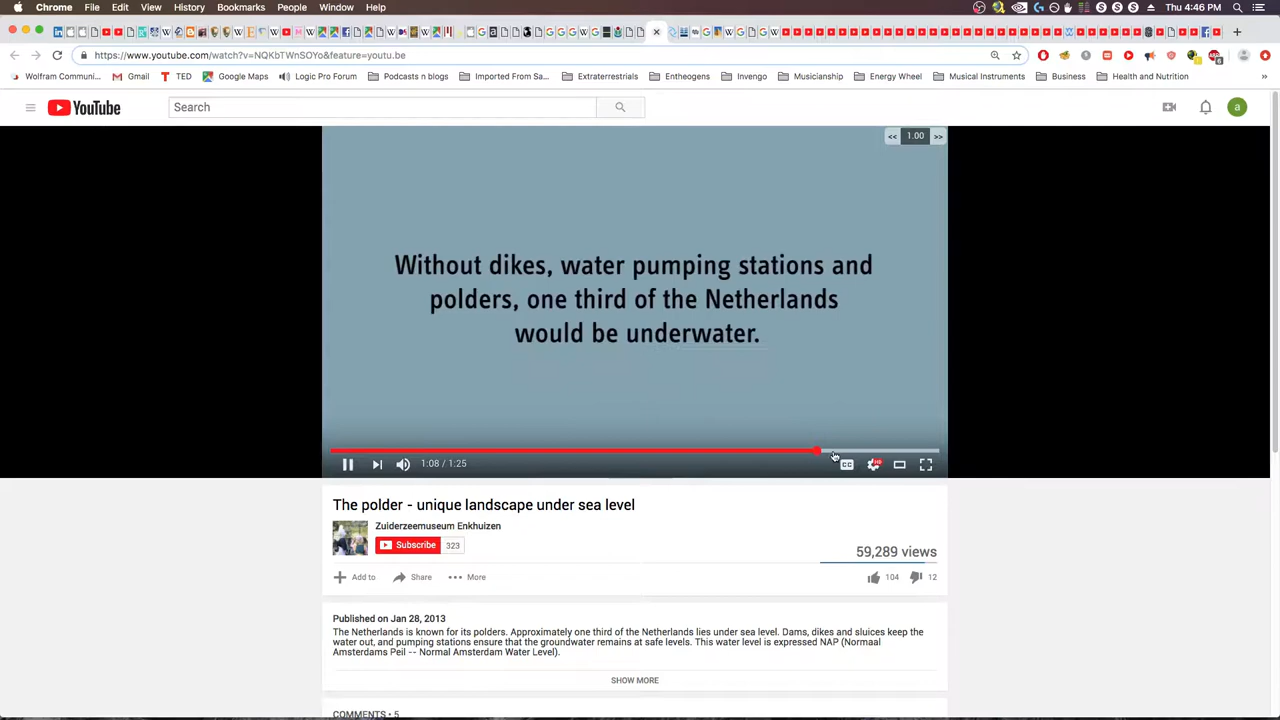 Chrome File Edit View History Bookmarks People Window Help
Thu 4:46 PM
https://www.youtube.com/watch?v=NQKbTWnSOYo&feature=youtu.be
Wolfram Communi... Gmail TED Google Maps Logic Pro Forum Podcasts n blogs Imported From Sa... Extraterrestrials Entheogens Invengo Musicianship Energy Wheel Musical Instruments Business Health and Nutrition »
YouTube Search a
<< 1.00 >>
Without dikes, water pumping stations and
polders, one third of the Netherlands
would be underwater.
1:08 / 1:25 CC HD
The polder - unique landscape under sea level
Zuiderzeemuseum Enkhuizen
Subscribe 323
59,289 views
Add to Share More 104 12
Published on Jan 28, 2013
The Netherlands is known for its polders. Approximately one third of the Netherlands lies under sea level. Dams, dikes and sluices keep the
water out, and pumping stations ensure that the groundwater remains at safe levels. This water level is expressed NAP (Normaal
Amsterdams Peil -- Normal Amsterdam Water Level).
SHOW MORE
COMMENTS • 5